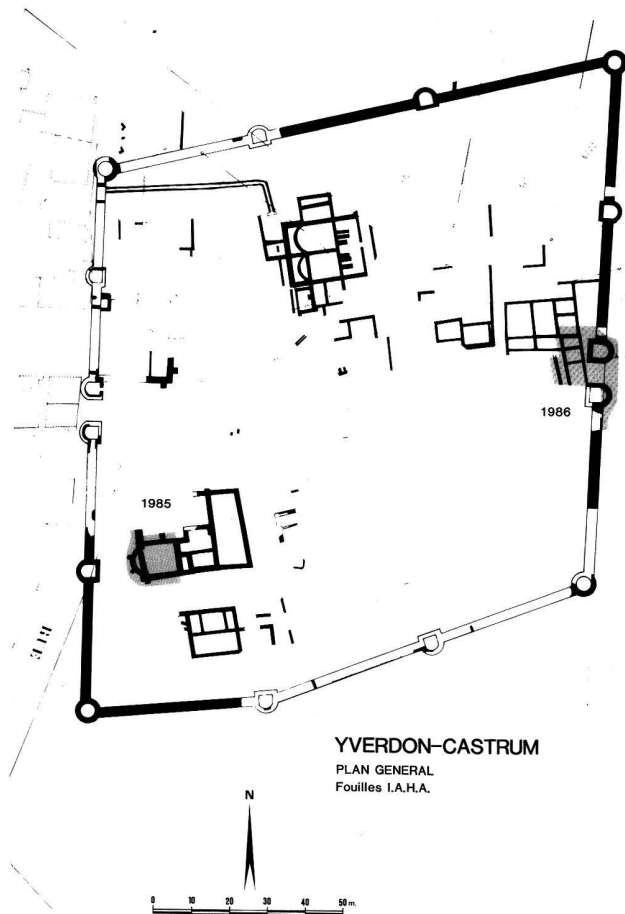 1986
1985
YVERDON-CASTRUM
PLAN GENERAL
Fouilles I.A.H.A.
N
0 10 20 30 40 50 m.